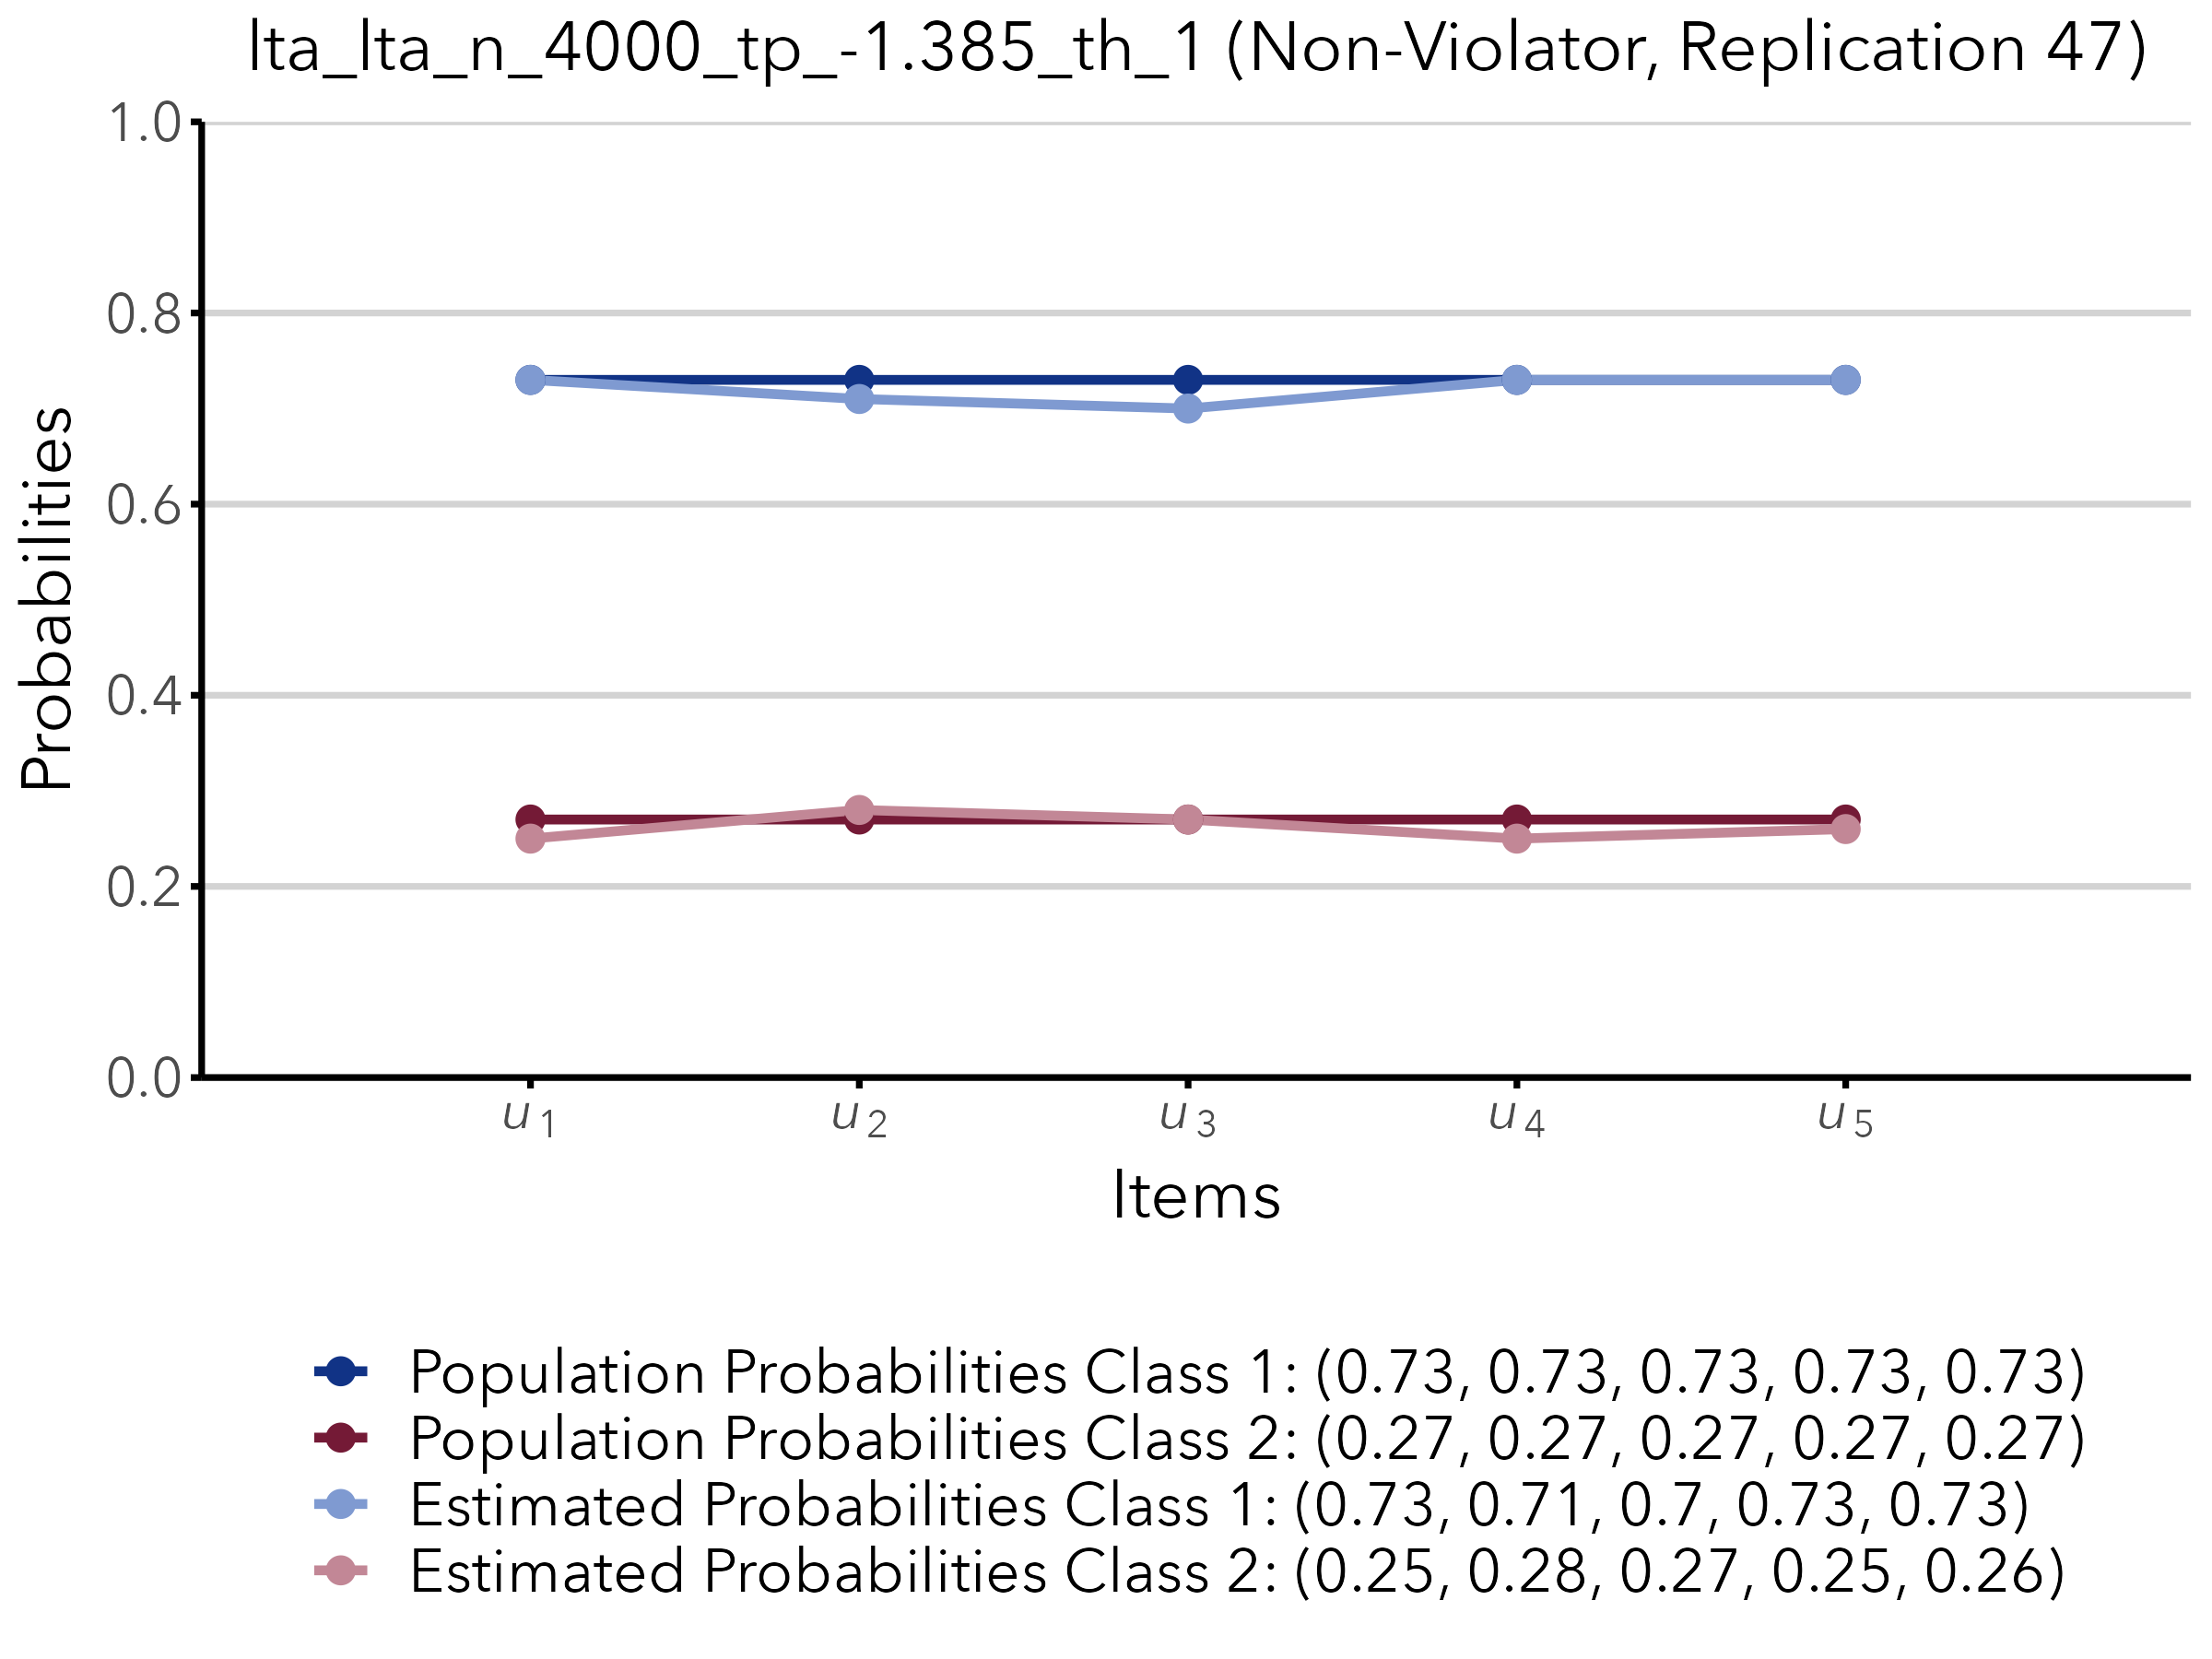 lta_lta_n_4000_tp_-1.385_th_1 (Non-Violator, Replication 47)
Probabilities
1.0
0.8
0.6
0.4
0.2
0.0
u1 u2 u3 u4 u5
Items
Population Probabilities Class 1: (0.73, 0.73, 0.73, 0.73, 0.73)
Population Probabilities Class 2: (0.27, 0.27, 0.27, 0.27, 0.27)
Estimated Probabilities Class 1: (0.73, 0.71, 0.7, 0.73, 0.73)
Estimated Probabilities Class 2: (0.25, 0.28, 0.27, 0.25, 0.26)